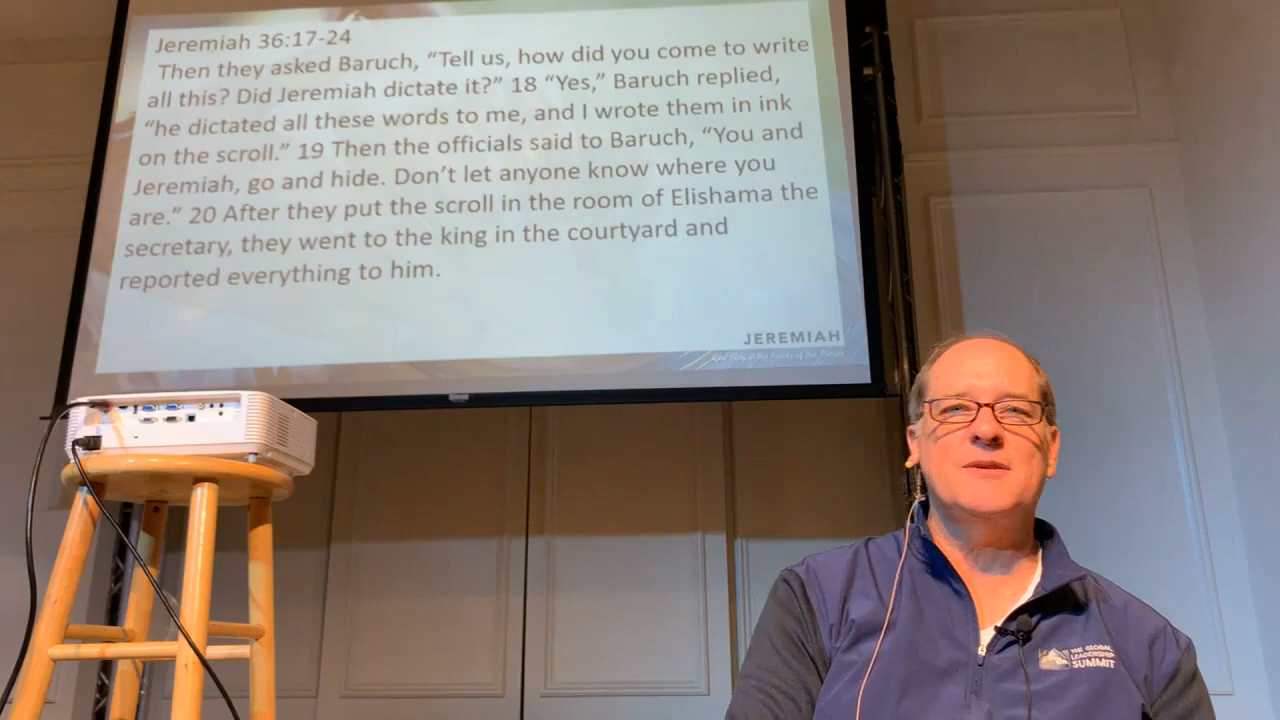 Jeremiah 36:17-24
Then they asked Baruch, “Tell us, how did you come to write
all this? Did Jeremiah dictate it?” 18 “Yes,” Baruch replied,
“he dictated all these words to me, and I wrote them in ink
on the scroll.” 19 Then the officials said to Baruch, “You and
Jeremiah, go and hide. Don’t let anyone know where you
are.” 20 After they put the scroll in the room of Elishama the
secretary, they went to the king in the courtyard and
reported everything to him.
JEREMIAH
THE GLOBAL
LEADERSHIP
SUMMIT